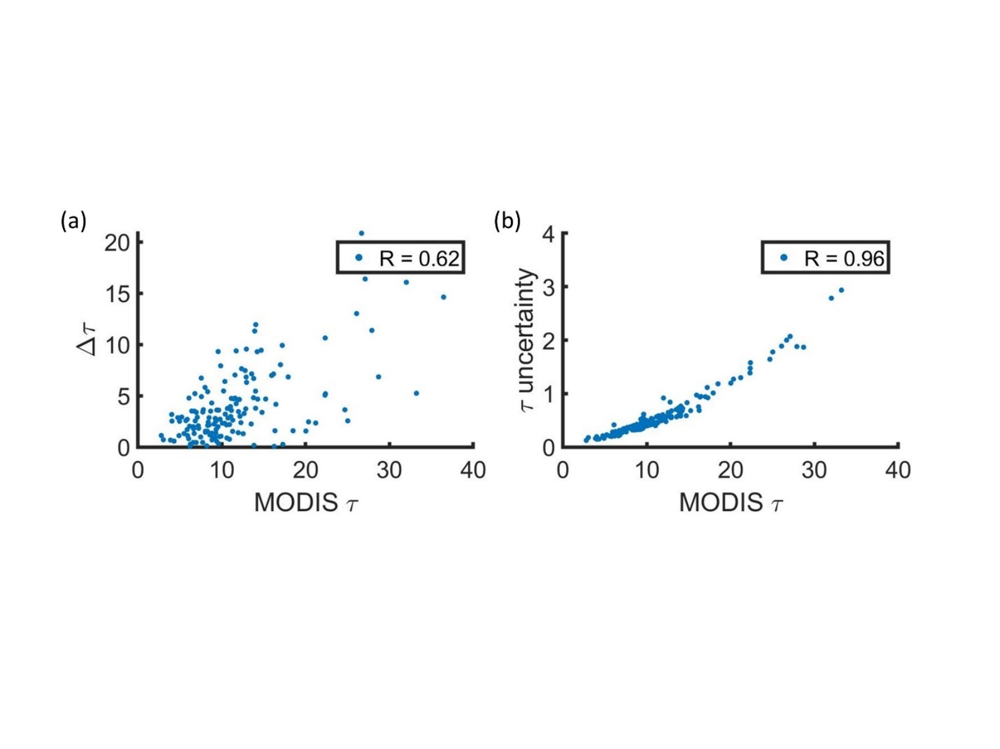 (a)
20
15
10
5
0
Δτ
R = 0.62
0 10 20 30 40
MODIS τ
(b)
4
3
2
1
0
τ uncertainty
R = 0.96
0 10 20 30 40
MODIS τ